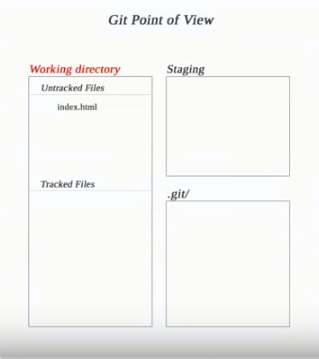 Git Point of View
Working directory
Untracked Files
index.html
Tracked Files
Staging
.git/